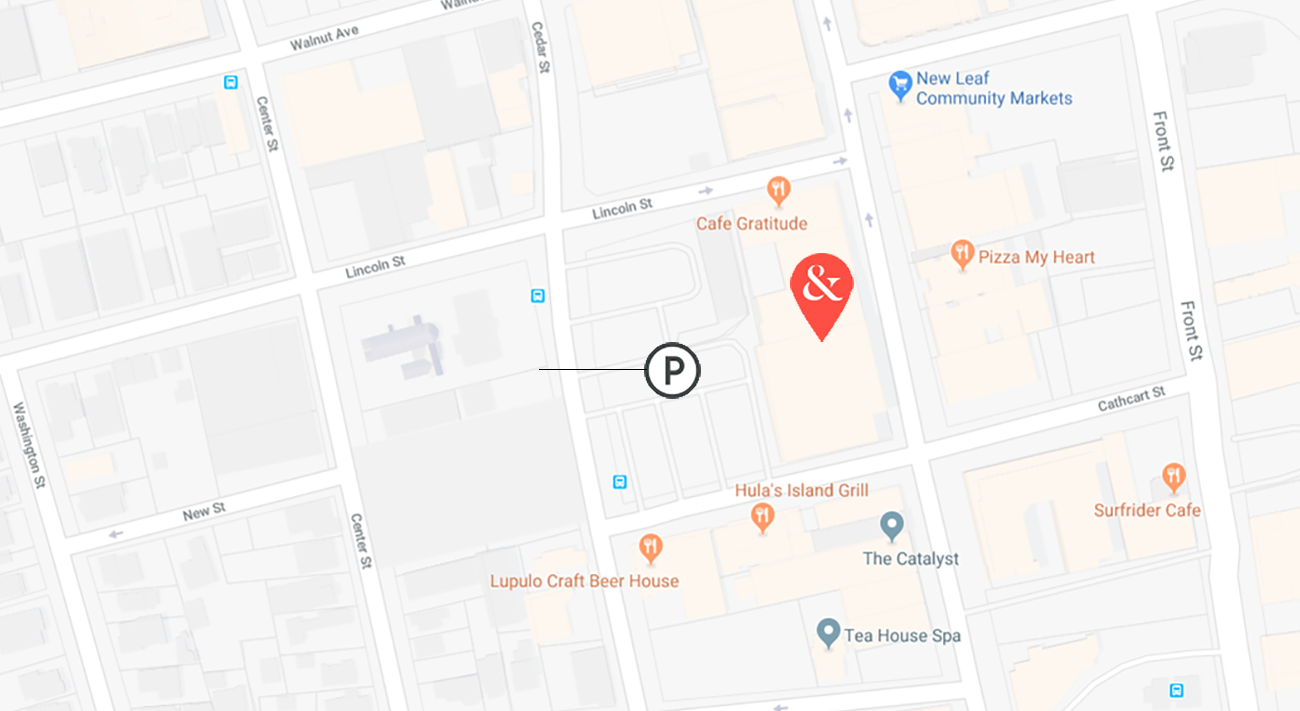 Walnut Ave
Cedar St
Center St
New Leaf
Community Markets
Front St
Lincoln St
Cafe Gratitude
Lincoln St
Pizza My Heart
&
Front St
P
Cathcart St
Washington St
Hula's Island Grill
New St
Center St
Surfrider Cafe
The Catalyst
Lupulo Craft Beer House
Tea House Spa